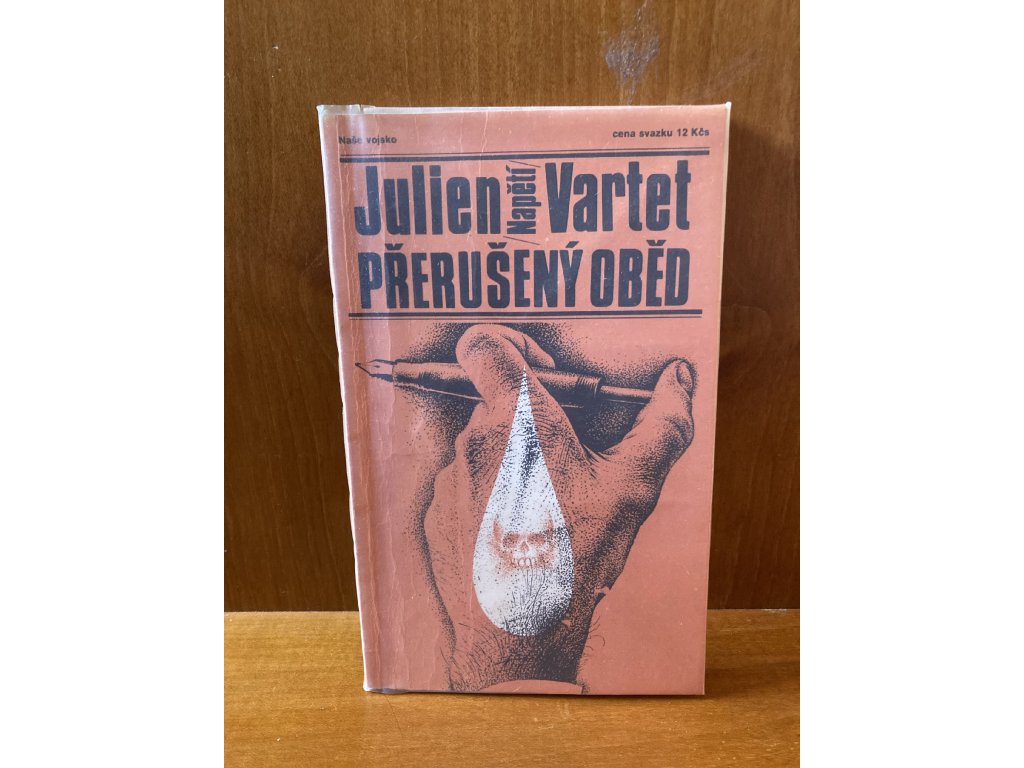 Naše vojsko
cena svazku 12 Kčs
Julien /Napětí/ Vartet
PŘERUŠENÝ OBĚD